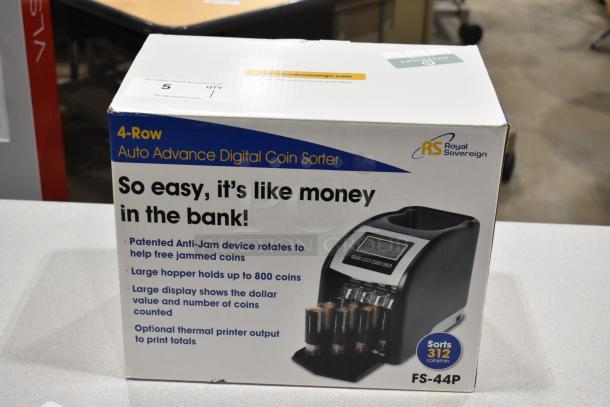 5
QTY
4-Row
Auto Advance Digital Coin Sorter
RS Royal
Sovereign
So easy, it's like money
in the bank!
Patented Anti-Jam device rotates to
help free jammed coins
Large hopper holds up to 800 coins
Large display shows the dollar
value and number of coins
counted
Optional thermal printer output
to print totals
Sorts
312
coins/min
FS-44P